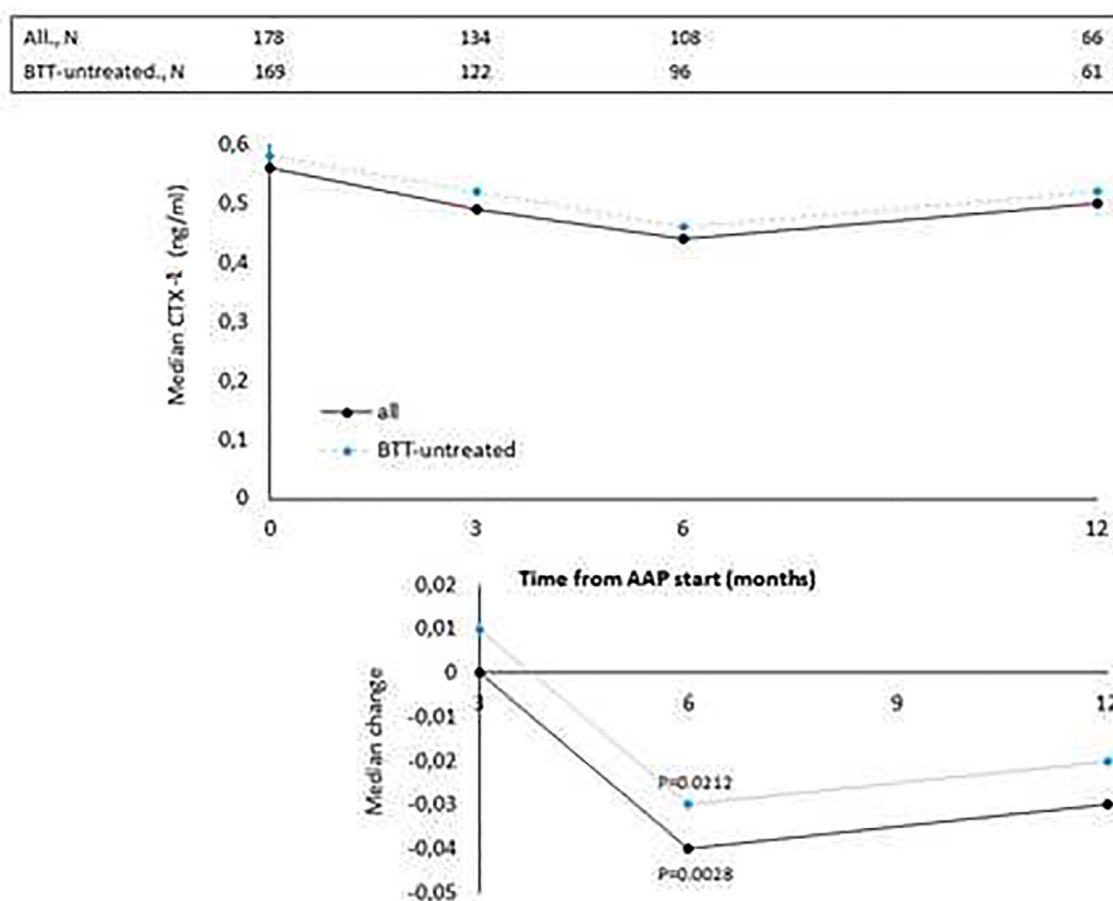 All., N 178 134 108 66
BTT-untreated., N 169 122 96 61
0,6
0,5
0,4
0,3
0,2
0,1
0
Median CTX-1 (ng/ml)
all
BTT-untreated
0 3 6 12
Time from AAP start (months)
0,02
0,01
0
-0,01
-0,02
-0,03
-0,04
-0,05
Median change
3 6 9 12
P=0.0212
P=0.0028